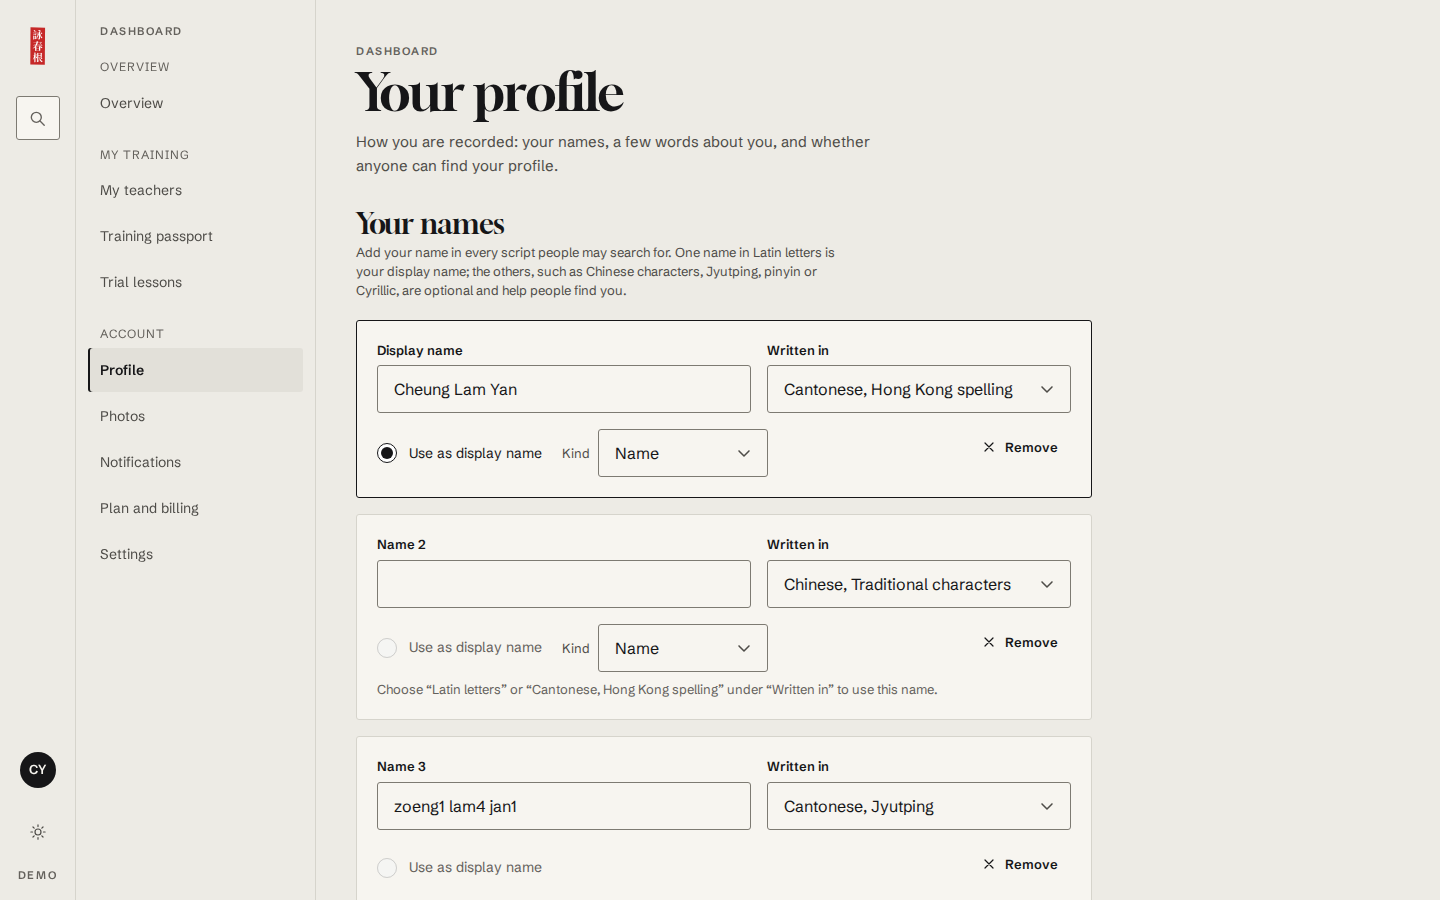 詠春根
DASHBOARD
OVERVIEW
Overview
MY TRAINING
My teachers
Training passport
Trial lessons
ACCOUNT
Profile
Photos
Notifications
Plan and billing
Settings
CY
DEMO
DASHBOARD
Your profile
How you are recorded: your names, a few words about you, and whether
anyone can find your profile.
Your names
Add your name in every script people may search for. One name in Latin letters is
your display name; the others, such as Chinese characters, Jyutping, pinyin or
Cyrillic, are optional and help people find you.
Display name
Written in
Cheung Lam Yan
Cantonese, Hong Kong spelling
Use as display name
Kind
Name
Remove
Name 2
Written in
Chinese, Traditional characters
Use as display name
Kind
Name
Remove
Choose “Latin letters” or “Cantonese, Hong Kong spelling” under “Written in” to use this name.
Name 3
Written in
zoeng1 lam4 jan1
Cantonese, Jyutping
Use as display name
Remove